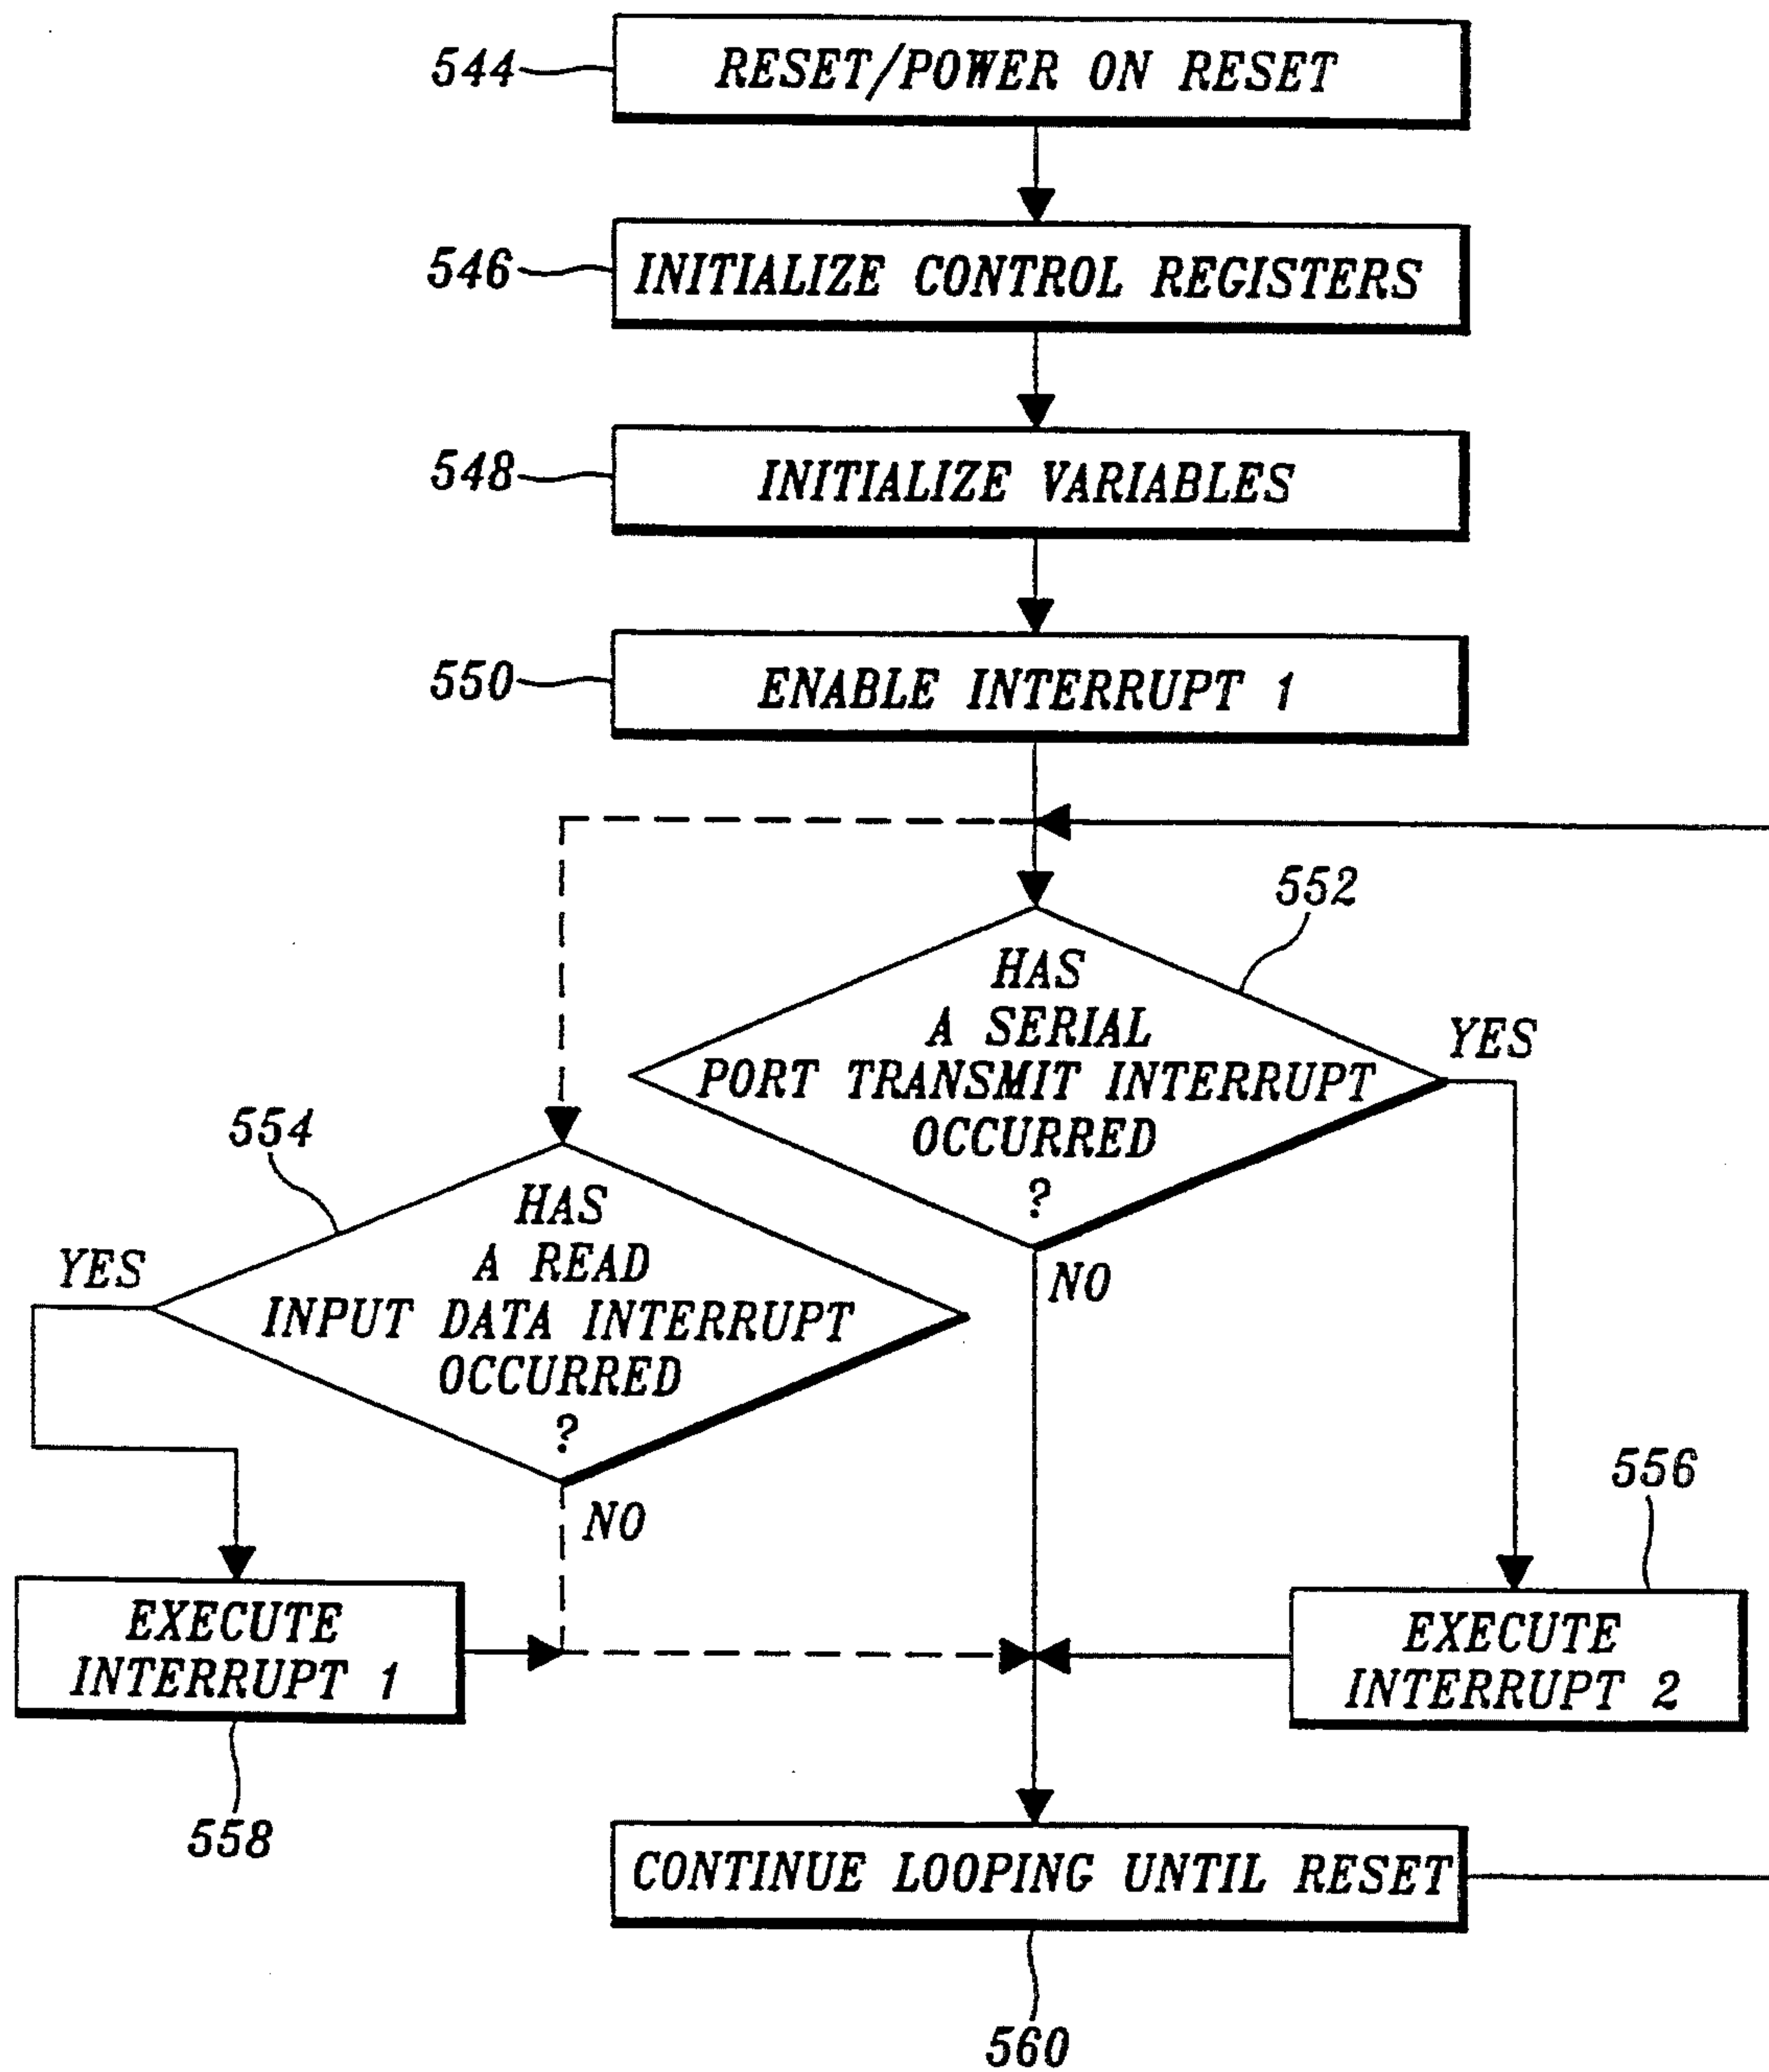 544
RESET/POWER ON RESET
546
INITIALIZE CONTROL REGISTERS
548
INITIALIZE VARIABLES
550
ENABLE INTERRUPT 1
552
HAS
A SERIAL
PORT TRANSMIT INTERRUPT
OCCURRED
?
YES
NO
554
HAS
A READ
INPUT DATA INTERRUPT
OCCURRED
?
YES
NO
556
EXECUTE
INTERRUPT 2
EXECUTE
INTERRUPT 1
558
CONTINUE LOOPING UNTIL RESET
560